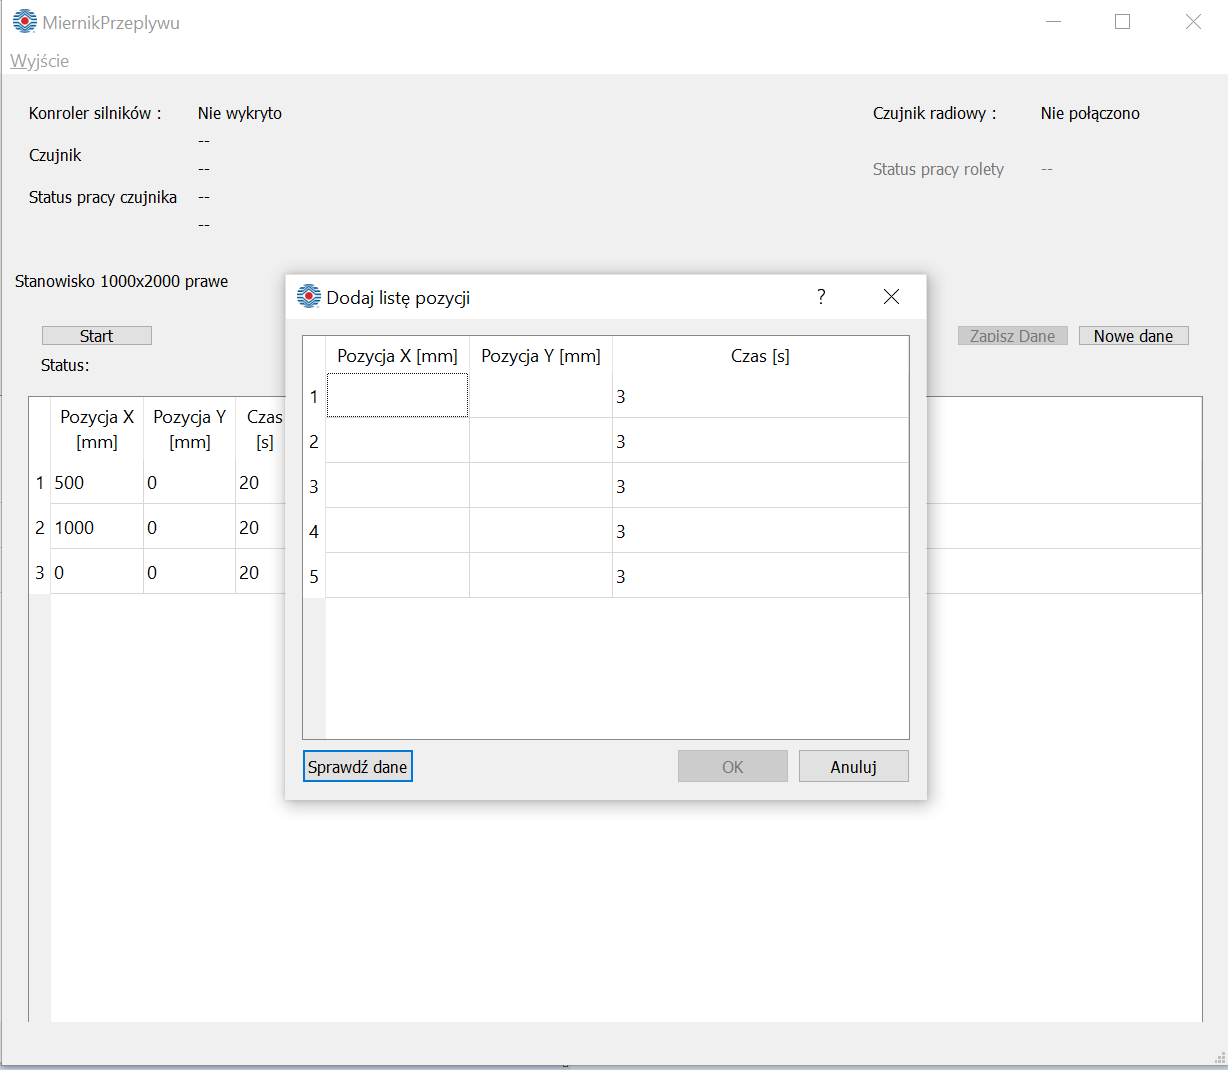 MiernikPrzeplywu
Wyjście
Konroler silników : Nie wykryto Czujnik radiowy : Nie połączono
--
Czujnik
-- Status pracy rolety --
Status pracy czujnika --
--
Stanowisko 1000x2000 prawe
Start Zapisz Dane Nowe dane
Status:
Pozycja X [mm] Pozycja Y [mm] Czas [s]
1 500 0 20
2 1000 0 20
3 0 0 20
Dodaj listę pozycji ?
Pozycja X [mm] Pozycja Y [mm] Czas [s]
1 3
2 3
3 3
4 3
5 3
Sprawdź dane OK Anuluj